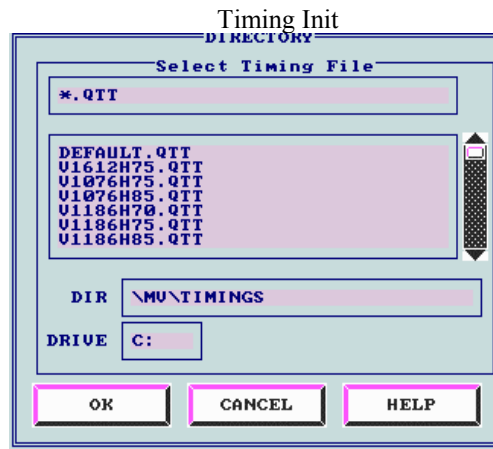 Timing Init
DIRECTORY
Select Timing File
*.QTT
DEFAULT.QTT
V1612H75.QTT
V1076H75.QTT
V1076H85.QTT
V1186H70.QTT
V1186H75.QTT
V1186H85.QTT
DIR \MV\TIMINGS
DRIVE C:
OK CANCEL HELP